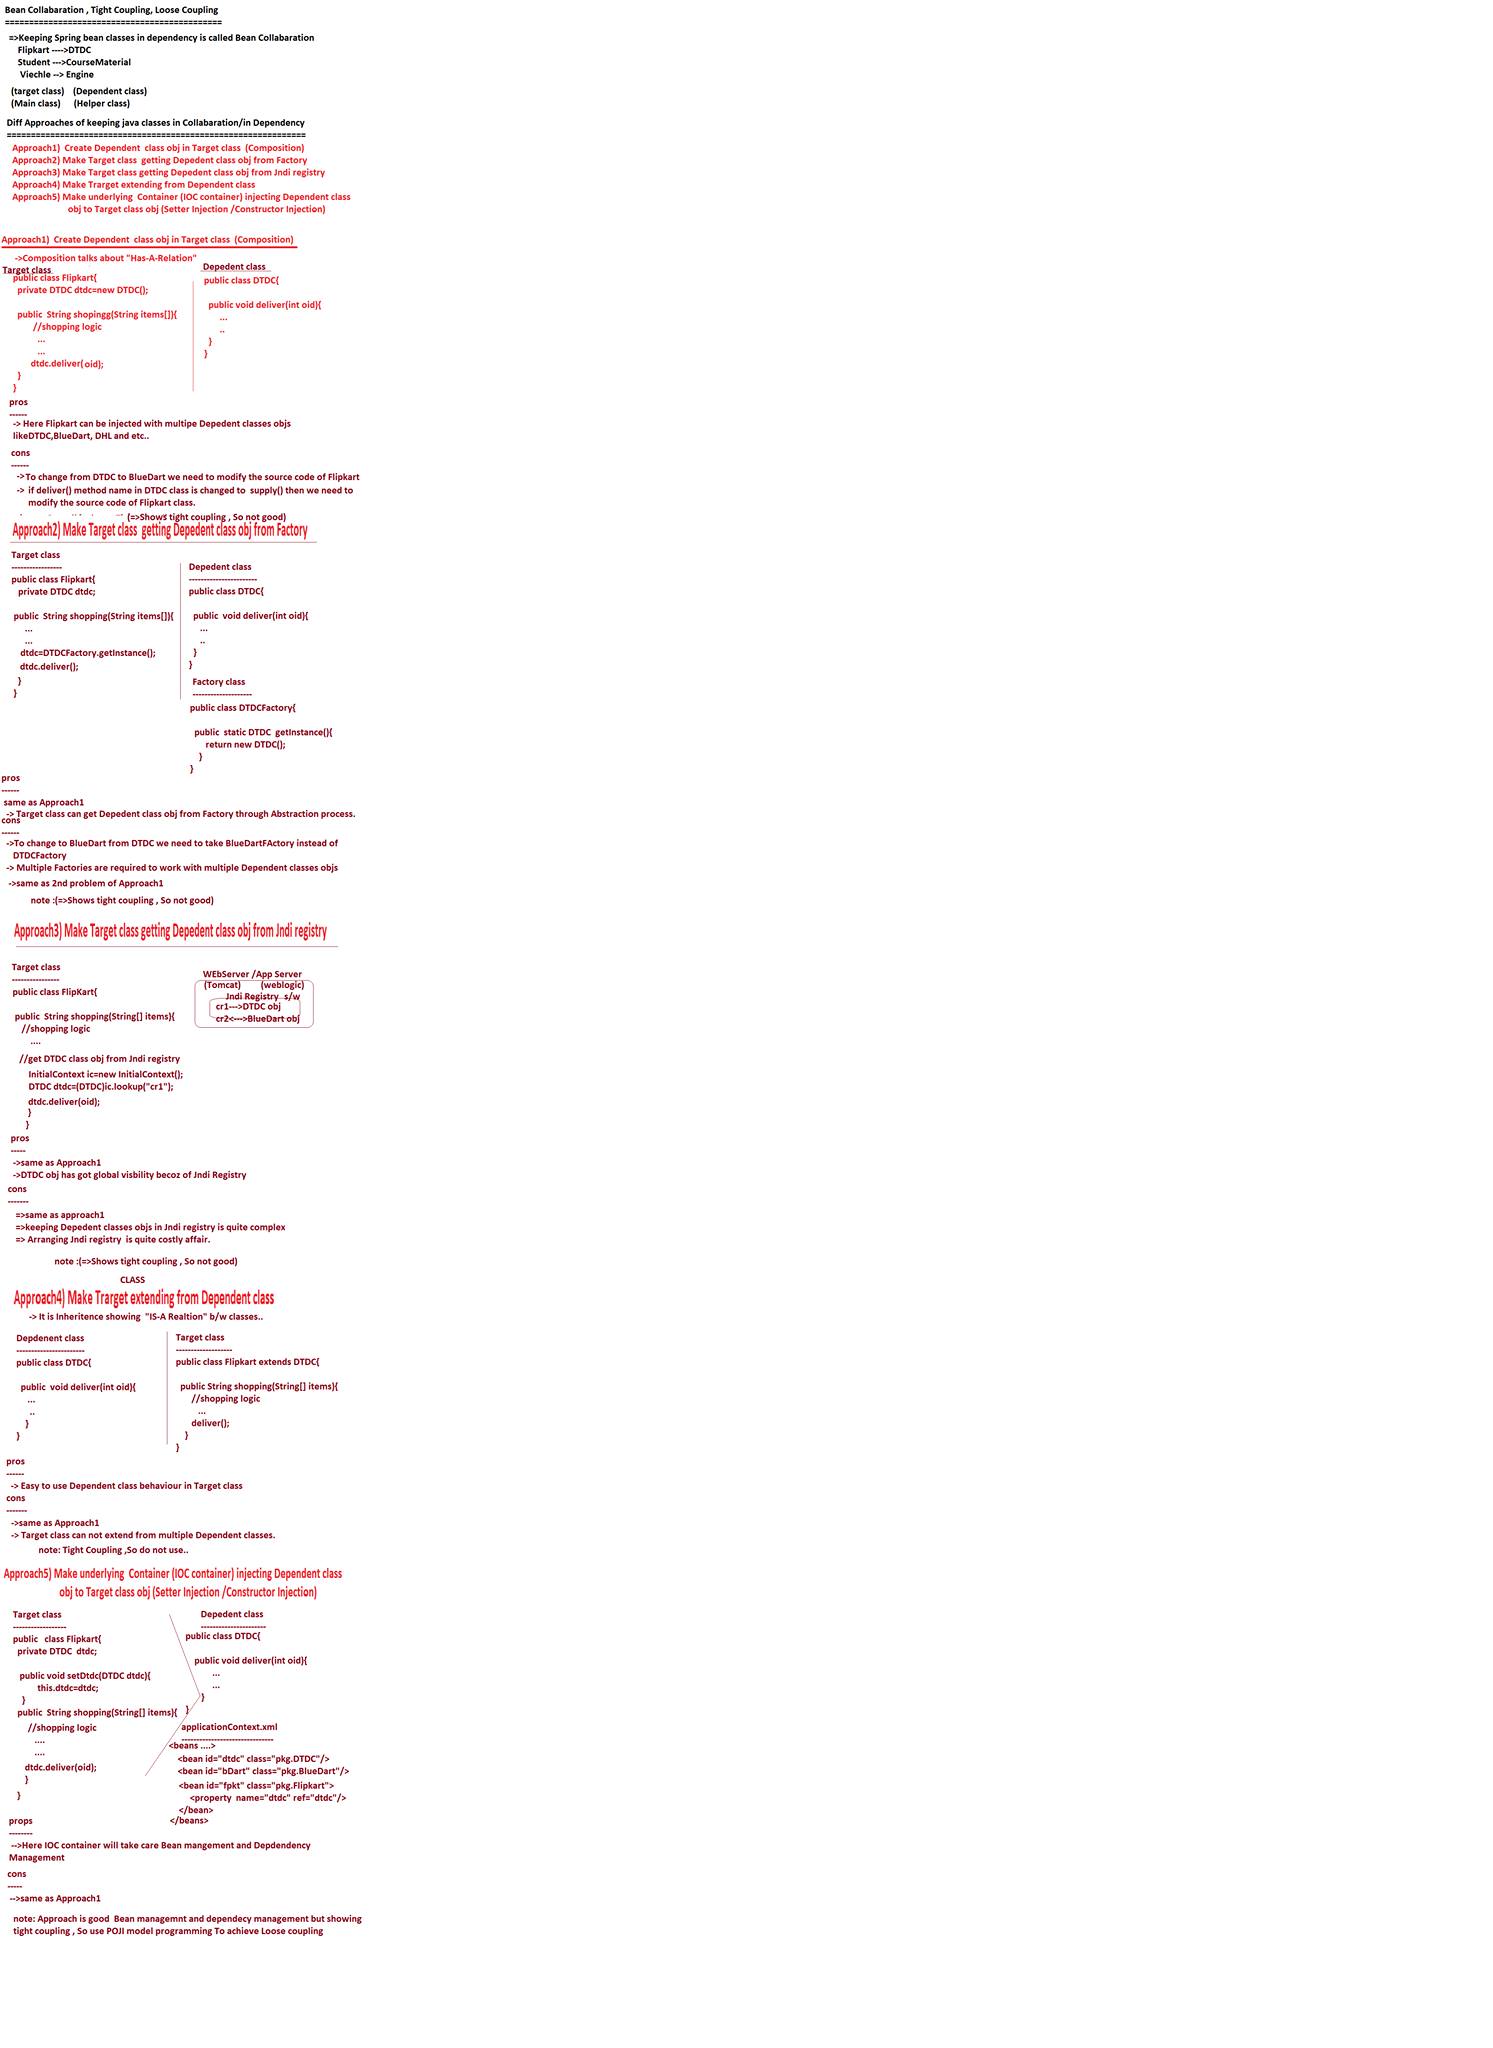 Bean Collabaration , Tight Coupling, Loose Coupling
=============================================
=>Keeping Spring bean classes in dependency is called Bean Collabaration
Flipkart ---->DTDC
Student --->CourseMaterial
Viechle --> Engine
(target class) (Dependent class)
(Main class) (Helper class)
Diff Approaches of keeping java classes in Collabaration/in Dependency
==============================================================
Approach1) Create Dependent class obj in Target class (Composition)
Approach2) Make Target class getting Depedent class obj from Factory
Approach3) Make Target class getting Depedent class obj from Jndi registry
Approach4) Make Trarget extending from Dependent class
Approach5) Make underlying Container (IOC container) injecting Dependent class
obj to Target class obj (Setter Injection /Constructor Injection)
Approach1) Create Dependent class obj in Target class (Composition)
->Composition talks about "Has-A-Relation"
Target class
public class Flipkart{
private DTDC dtdc=new DTDC();
public String shopingg(String items[]){
//shopping logic
...
...
dtdc.deliver(oid);
}
}
Depedent class
public class DTDC{
public void deliver(int oid){
...
..
}
}
pros
------
-> Here Flipkart can be injected with multipe Depedent classes objs
likeDTDC,BlueDart, DHL and etc..
cons
------
->To change from DTDC to BlueDart we need to modify the source code of Flipkart
-> if deliver() method name in DTDC class is changed to supply() then we need to
modify the source code of Flipkart class.
(=>Shows tight coupling , So not good)
Approach2) Make Target class getting Depedent class obj from Factory
Target class
-----------------
public class Flipkart{
private DTDC dtdc;
public String shopping(String items[]){
...
...
dtdc=DTDCFactory.getInstance();
dtdc.deliver();
}
}
Depedent class
-----------------------
public class DTDC{
public void deliver(int oid){
...
..
}
}
Factory class
--------------------
public class DTDCFactory{
public static DTDC getInstance(){
return new DTDC();
}
}
pros
------
same as Approach1
-> Target class can get Depedent class obj from Factory through Abstraction process.
cons
------
->To change to BlueDart from DTDC we need to take BlueDartFActory instead of
DTDCFactory
-> Multiple Factories are required to work with multiple Dependent classes objs
->same as 2nd problem of Approach1
note :(=>Shows tight coupling , So not good)
Approach3) Make Target class getting Depedent class obj from Jndi registry
Target class
----------------
public class FlipKart{
public String shopping(String[] items){
//shopping logic
....
//get DTDC class obj from Jndi registry
InitialContext ic=new InitialContext();
DTDC dtdc=(DTDC)ic.lookup("cr1");
dtdc.deliver(oid);
}
}
WEbServer /App Server
(Tomcat) (weblogic)
Jndi Registry s/w
cr1--->DTDC obj
cr2<--->BlueDart obj
pros
-----
->same as Approach1
->DTDC obj has got global visbility becoz of Jndi Registry
cons
-------
=>same as approach1
=>keeping Depedent classes objs in Jndi registry is quite complex
=> Arranging Jndi registry is quite costly affair.
note :(=>Shows tight coupling , So not good)
CLASS
Approach4) Make Trarget extending from Dependent class
-> It is Inheritence showing "IS-A Realtion" b/w classes..
Depdenent class
-----------------------
public class DTDC{
public void deliver(int oid){
...
..
}
}
Target class
-------------------
public class Flipkart extends DTDC{
public String shopping(String[] items){
//shopping logic
...
deliver();
}
}
pros
------
-> Easy to use Dependent class behaviour in Target class
cons
-------
->same as Approach1
-> Target class can not extend from multiple Dependent classes.
note: Tight Coupling ,So do not use..
Approach5) Make underlying Container (IOC container) injecting Dependent class
obj to Target class obj (Setter Injection /Constructor Injection)
Target class
------------------
public class Flipkart{
private DTDC dtdc;
public void setDtdc(DTDC dtdc){
this.dtdc=dtdc;
}
public String shopping(String[] items){
//shopping logic
....
....
dtdc.deliver(oid);
}
}
Depedent class
----------------------
public class DTDC{
public void deliver(int oid){
...
...
}
}
applicationContext.xml
-------------------------------
<beans ....>
<bean id="dtdc" class="pkg.DTDC"/>
<bean id="bDart" class="pkg.BlueDart"/>
<bean id="fpkt" class="pkg.Flipkart">
<property name="dtdc" ref="dtdc"/>
</bean>
</beans>
props
--------
-->Here IOC container will take care Bean mangement and Depdendency
Management
cons
-----
-->same as Approach1
note: Approach is good Bean managemnt and dependecy management but showing
tight coupling , So use POJI model programming To achieve Loose coupling